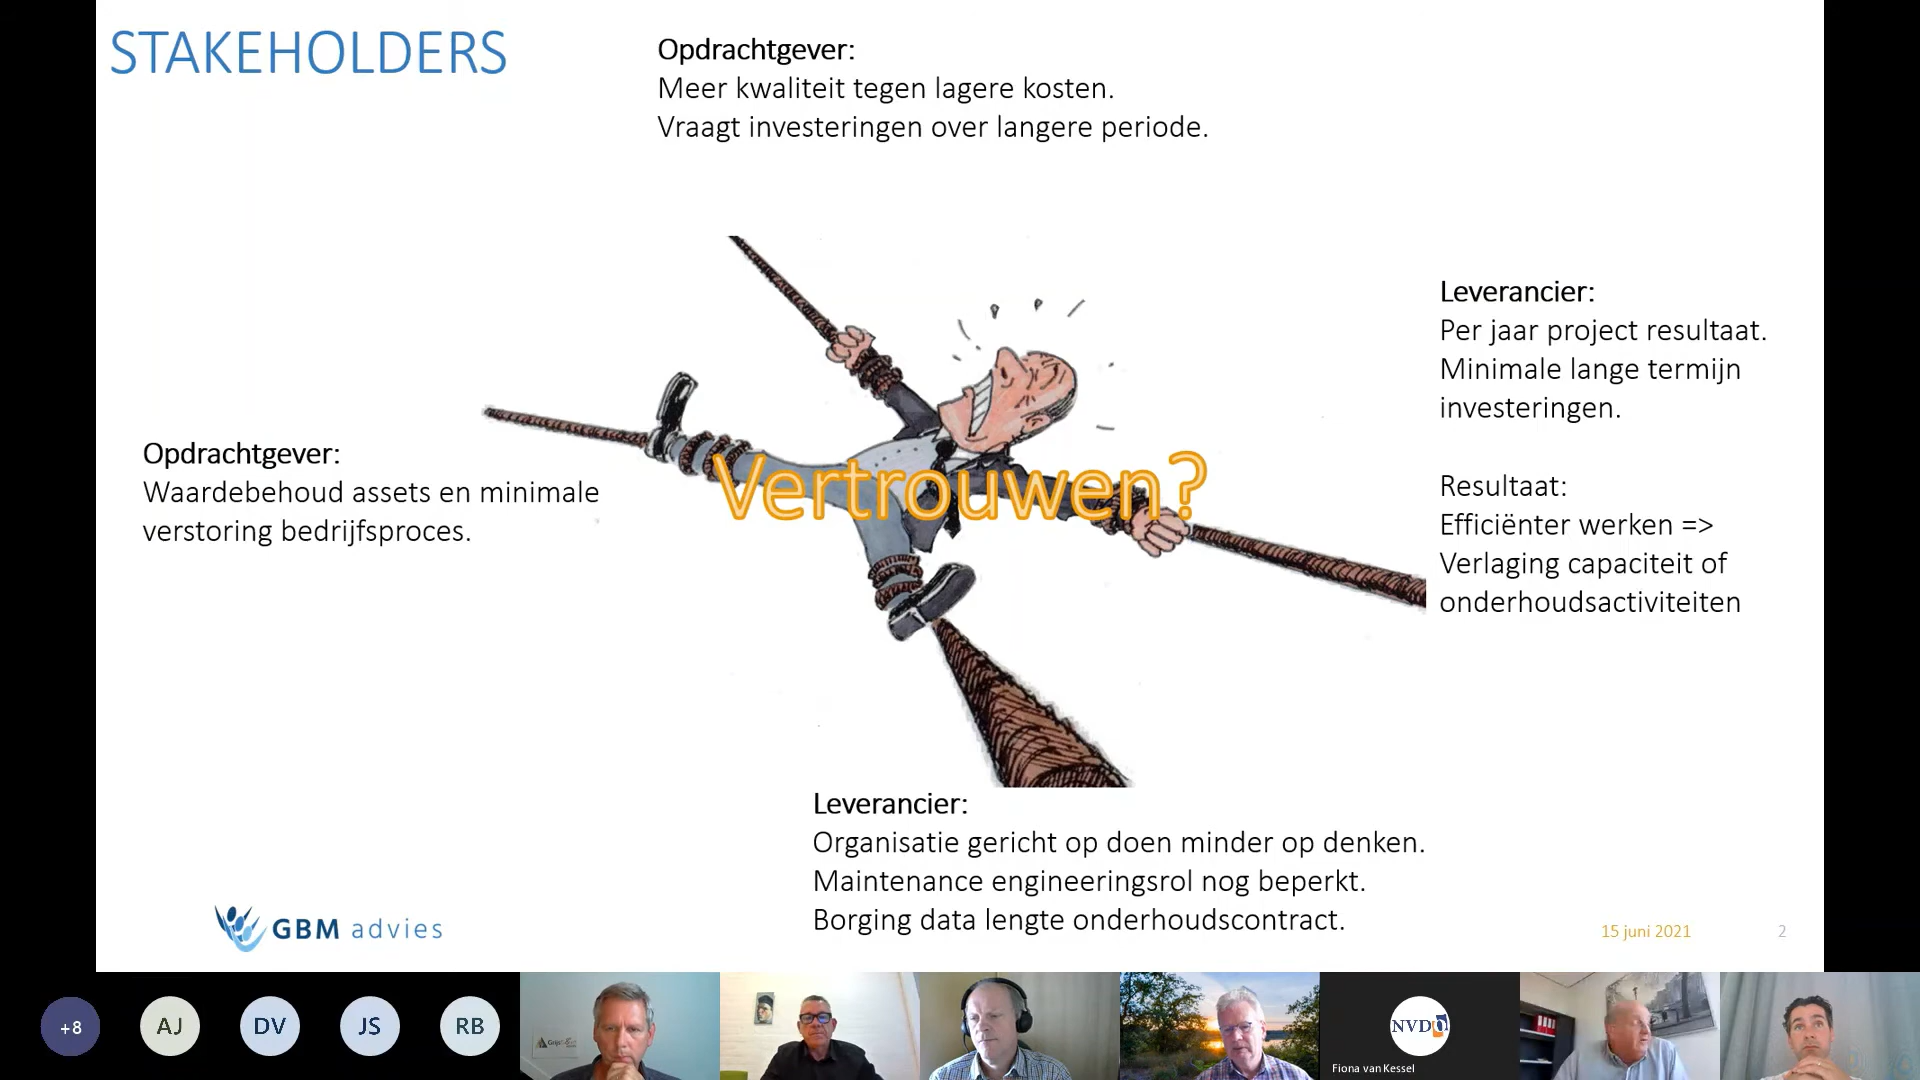 STAKEHOLDERS
Opdrachtgever:
Meer kwaliteit tegen lagere kosten.
Vraagt investeringen over langere periode.
Leverancier:
Per jaar project resultaat.
Minimale lange termijn
investeringen.
Resultaat:
Efficiënter werken =>
Verlaging capaciteit of
onderhoudsactiviteiten
Opdrachtgever:
Waardebehoud assets en minimale
verstoring bedrijfsproces.
Vertrouwen?
Leverancier:
Organisatie gericht op doen minder op denken.
Maintenance engineeringsrol nog beperkt.
Borging data lengte onderhoudscontract.
GBM advies
15 juni 2021
2
+8
AJ
DV
JS
RB
NVDO
Fiona van Kessel